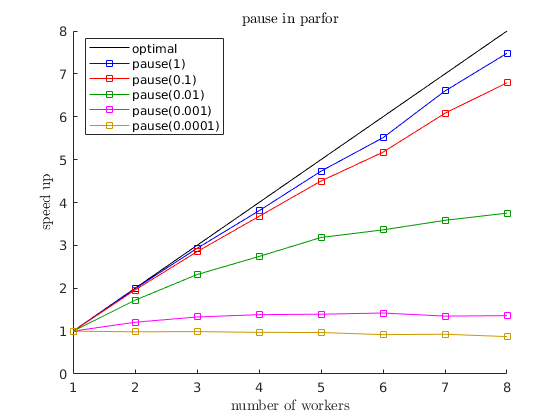 pause in parfor
8
7
6
5
4
3
2
1
0
speed up
optimal
pause(1)
pause(0.1)
pause(0.01)
pause(0.001)
pause(0.0001)
1 2 3 4 5 6 7 8
number of workers